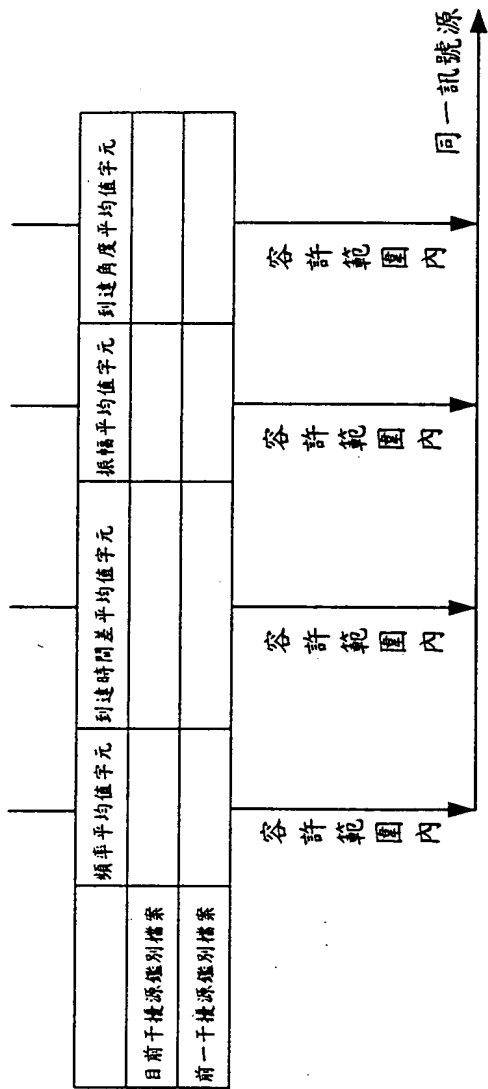 頻率平均值字元
到達時間差平均值字元
振幅平均值字元
到達角度平均值字元
目前干擾源鑑別檔案
前一干擾源鑑別檔案
容許範圍內
容許範圍內
容許範圍內
容許範圍內
同一訊號源